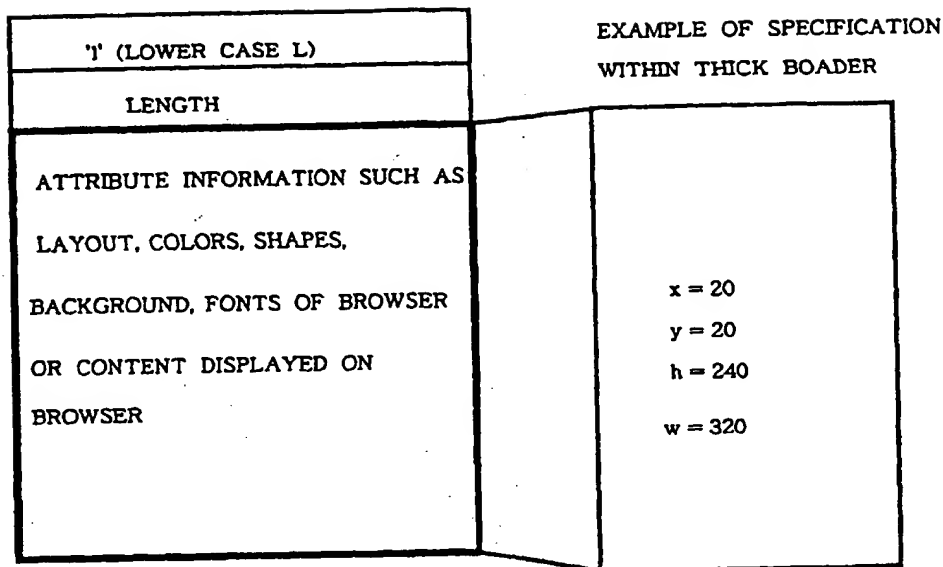 'l' (LOWER CASE L)
LENGTH
ATTRIBUTE INFORMATION SUCH AS
LAYOUT, COLORS, SHAPES,
BACKGROUND, FONTS OF BROWSER
OR CONTENT DISPLAYED ON
BROWSER
EXAMPLE OF SPECIFICATION
WITHIN THICK BOADER
x = 20
y = 20
h = 240
w = 320